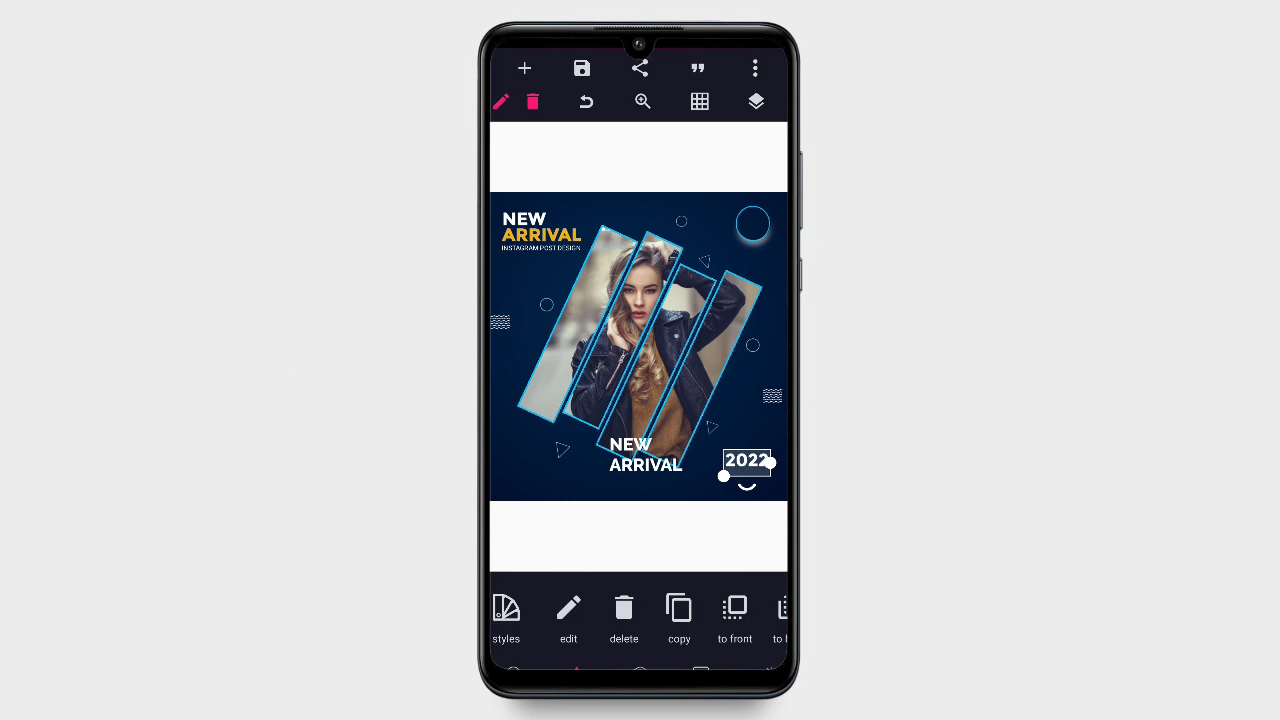 NEW
ARRIVAL
INSTAGRAM POST DESIGN
NEW
ARRIVAL
2022
styles
edit
delete
copy
to front